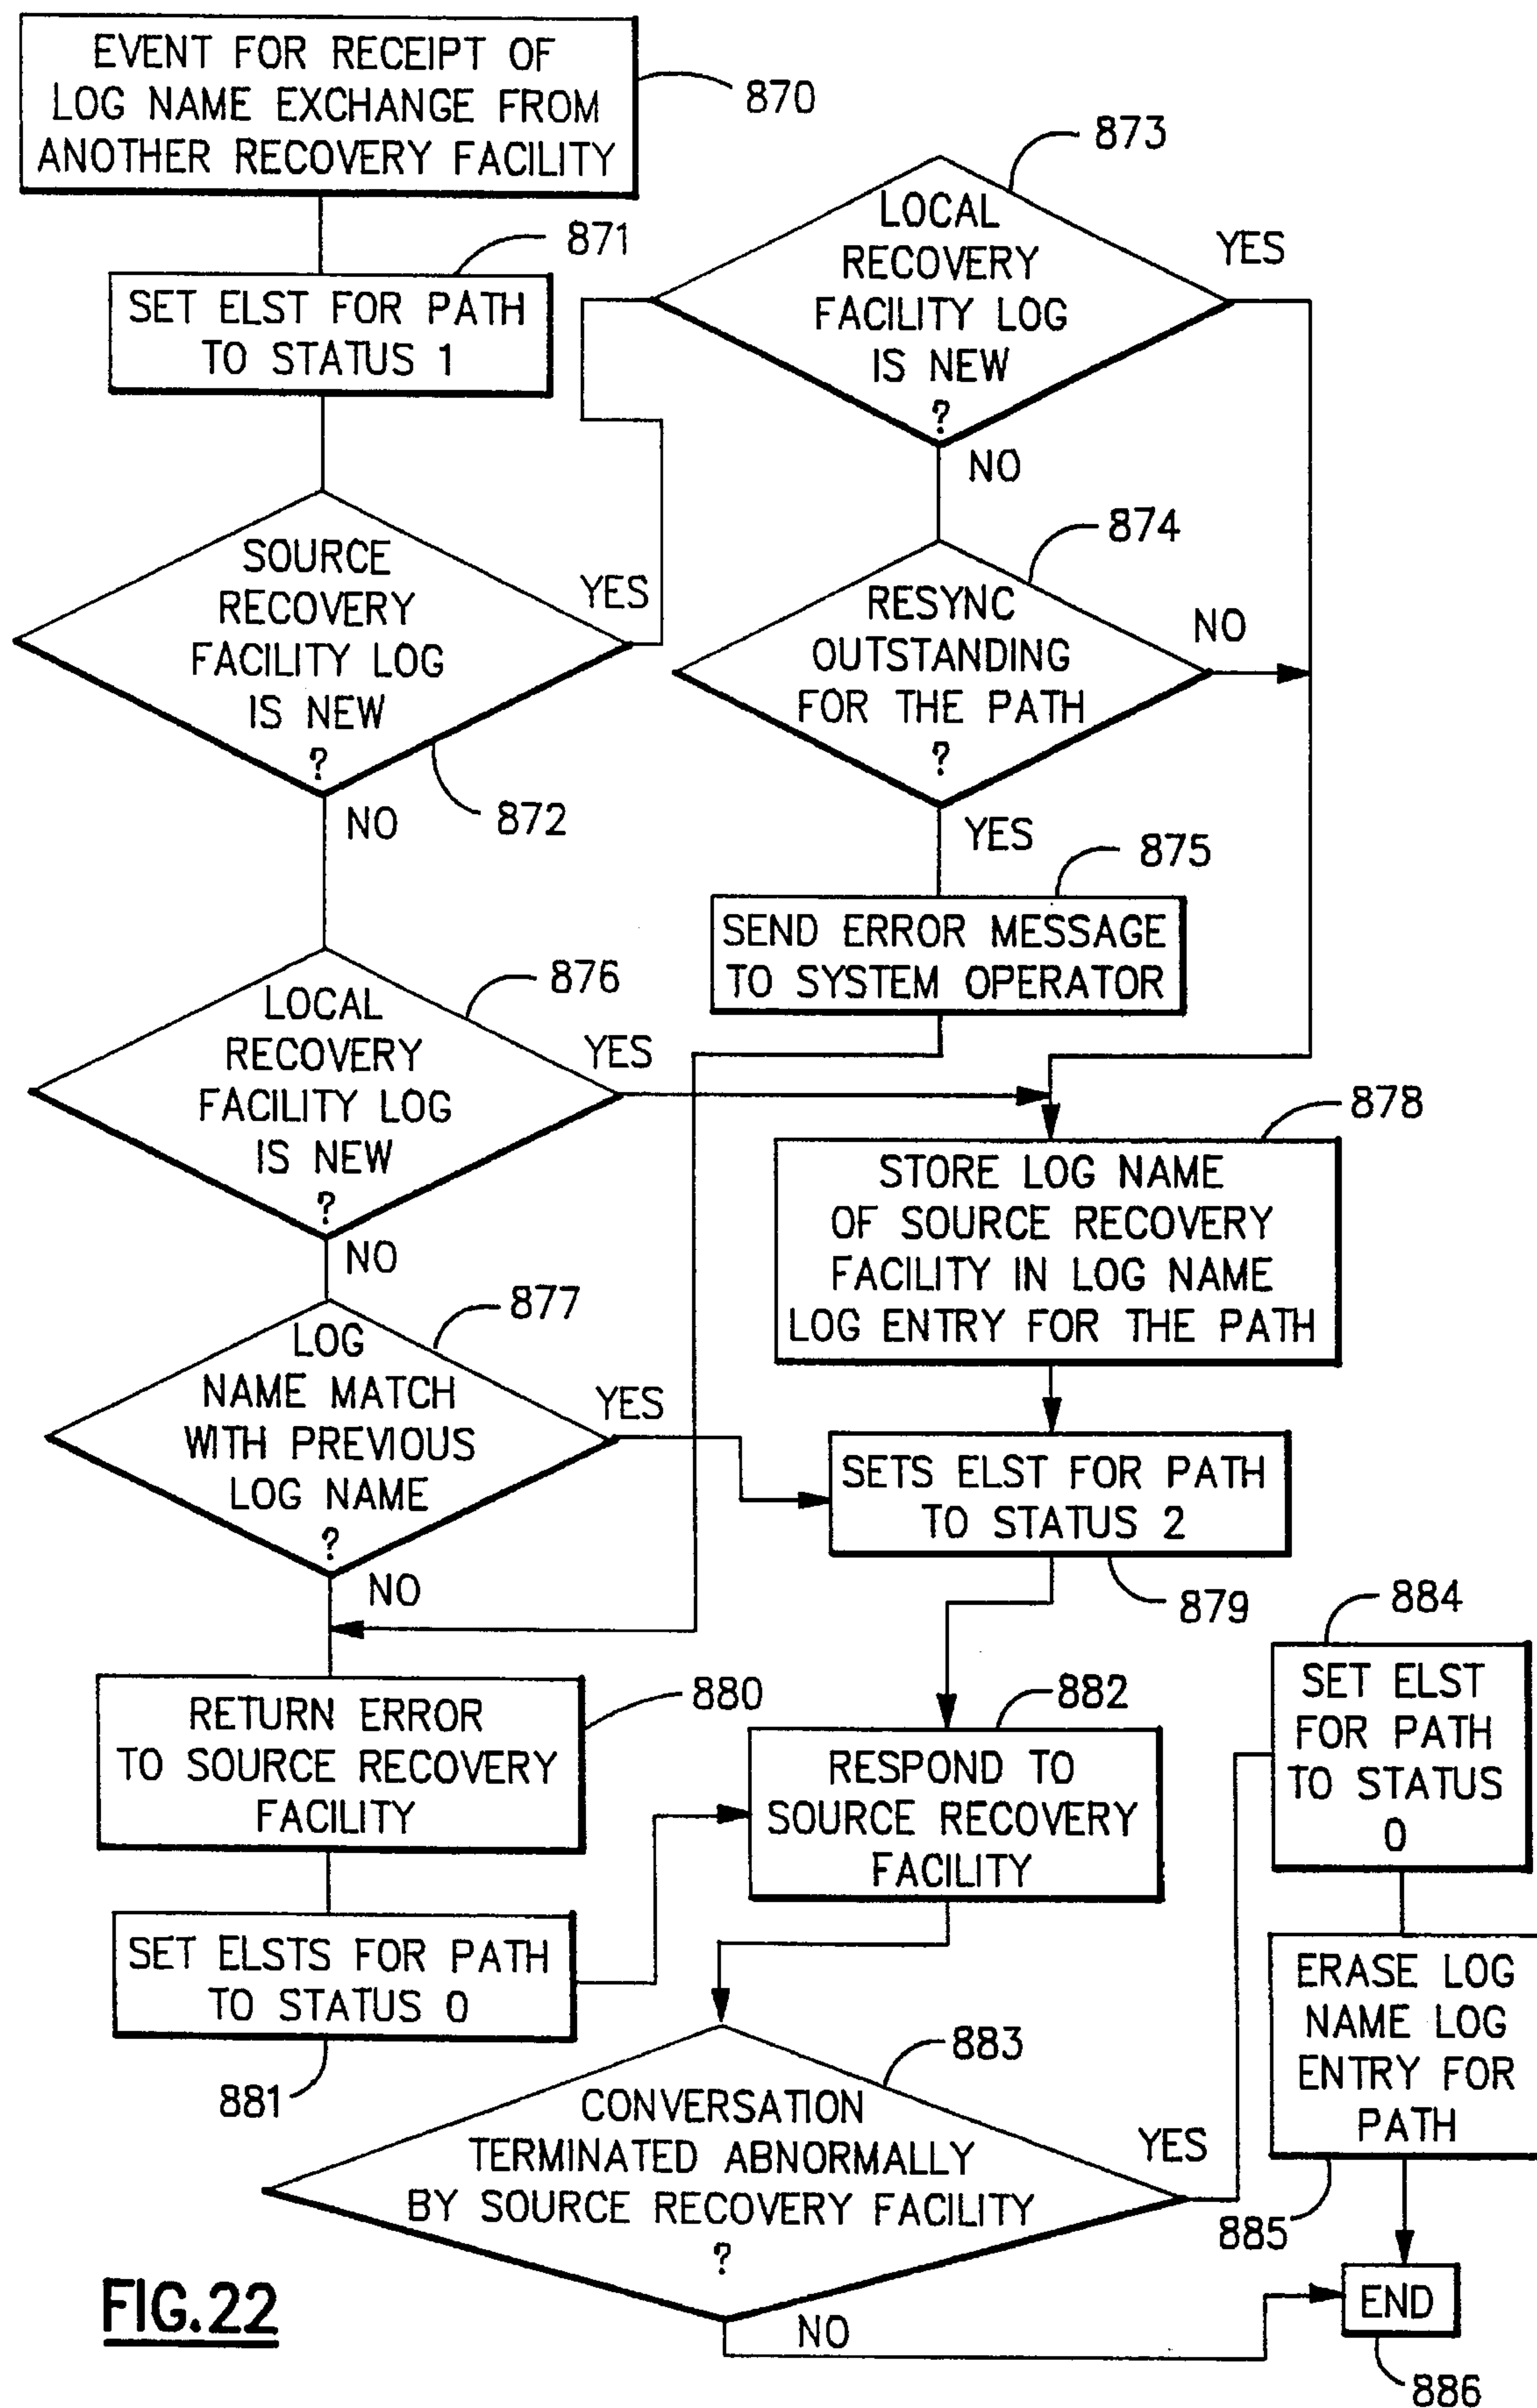 EVENT FOR RECEIPT OF
LOG NAME EXCHANGE FROM
ANOTHER RECOVERY FACILITY
870
871
SET ELST FOR PATH
TO STATUS 1
SOURCE
RECOVERY
FACILITY LOG
IS NEW
?
YES
872
NO
873
LOCAL
RECOVERY
FACILITY LOG
IS NEW
?
YES
NO
874
RESYNC
OUTSTANDING
FOR THE PATH
?
NO
YES
875
SEND ERROR MESSAGE
TO SYSTEM OPERATOR
876
LOCAL
RECOVERY
FACILITY LOG
IS NEW
?
YES
NO
877
LOG
NAME MATCH
WITH PREVIOUS
LOG NAME
?
YES
NO
878
STORE LOG NAME
OF SOURCE RECOVERY
FACILITY IN LOG NAME
LOG ENTRY FOR THE PATH
SETS ELST FOR PATH
TO STATUS 2
879
880
RETURN ERROR
TO SOURCE RECOVERY
FACILITY
SET ELSTS FOR PATH
TO STATUS 0
881
882
RESPOND TO
SOURCE RECOVERY
FACILITY
883
CONVERSATION
TERMINATED ABNORMALLY
BY SOURCE RECOVERY FACILITY
?
YES
NO
884
SET ELST
FOR PATH
TO STATUS
0
ERASE LOG
NAME LOG
ENTRY FOR
PATH
885
END
886
FIG.22